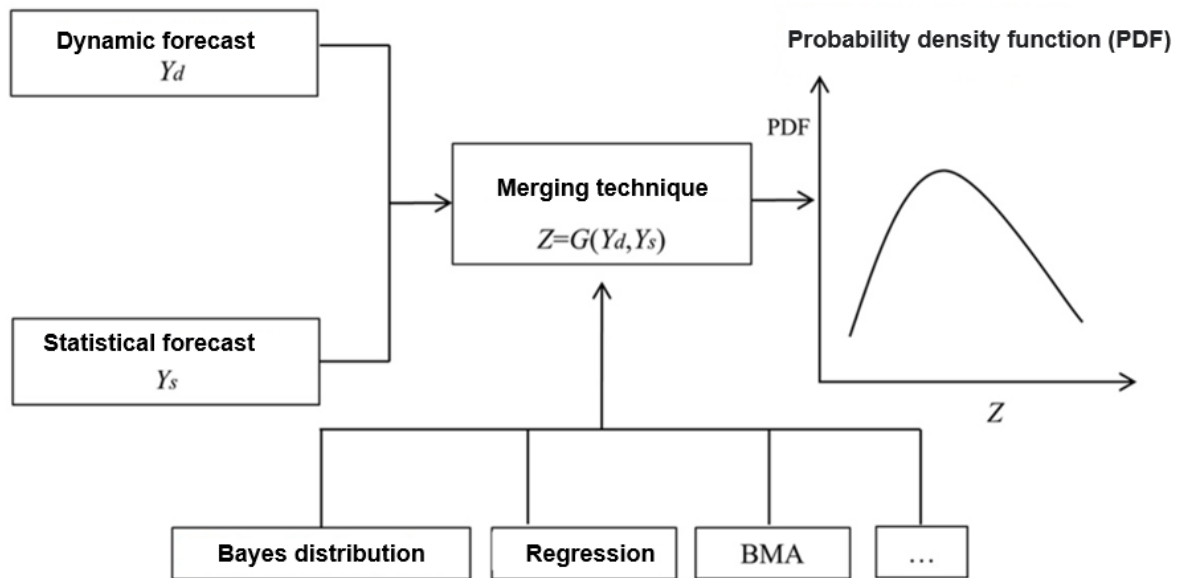 Dynamic forecast
Yd
Probability density function (PDF)
PDF
Merging technique
Z=G(Yd,Ys)
Statistical forecast
Ys
Z
Bayes distribution
Regression
BMA
...